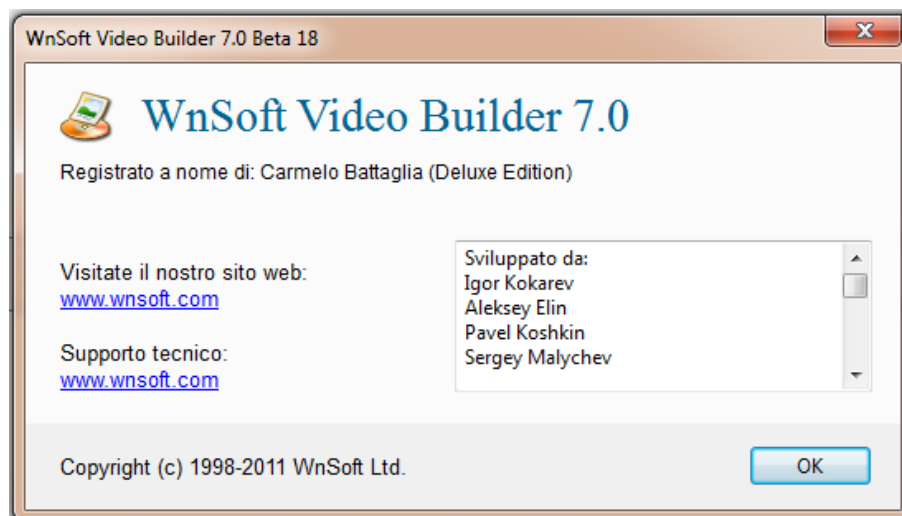 WnSoft Video Builder 7.0 Beta 18
WnSoft Video Builder 7.0
Registrato a nome di: Carmelo Battaglia (Deluxe Edition)
Visitate il nostro sito web:
www.wnsoft.com
Supporto tecnico:
www.wnsoft.com
Sviluppato da:
Igor Kokarev
Aleksey Elin
Pavel Koshkin
Sergey Malychev
Copyright (c) 1998-2011 WnSoft Ltd.
OK